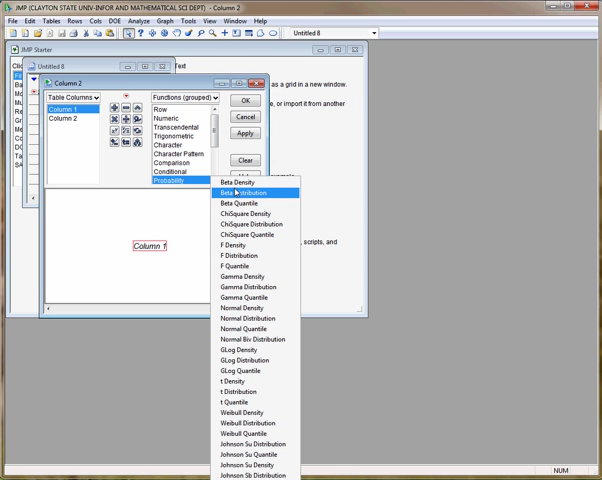 JMP (CLAYTON STATE UNIV-INFOR AND MATHEMATICAL SCI DEPT) - Column 2
File Edit Tables Rows Cols DOE Analyze Graph Tools View Window Help
Untitled 8
JMP Starter
Untitled 8
Text
as a grid in a new window.
e, or import it from another
scripts, and
Column 2
Table Columns
Functions (grouped)
OK
Column 1
Column 2
Cancel
Apply
Clear
Row
Numeric
Transcendental
Trigonometric
Character
Character Pattern
Comparison
Conditional
Probability
Column 1
Beta Density
Beta Distribution
Beta Quantile
ChiSquare Density
ChiSquare Distribution
ChiSquare Quantile
F Density
F Distribution
F Quantile
Gamma Density
Gamma Distribution
Gamma Quantile
Normal Density
Normal Distribution
Normal Quantile
Normal Biv Distribution
GLog Density
GLog Distribution
GLog Quantile
t Density
t Distribution
t Quantile
Weibull Density
Weibull Distribution
Weibull Quantile
Johnson Su Distribution
Johnson Su Quantile
Johnson Su Density
Johnson Sb Distribution
NUM